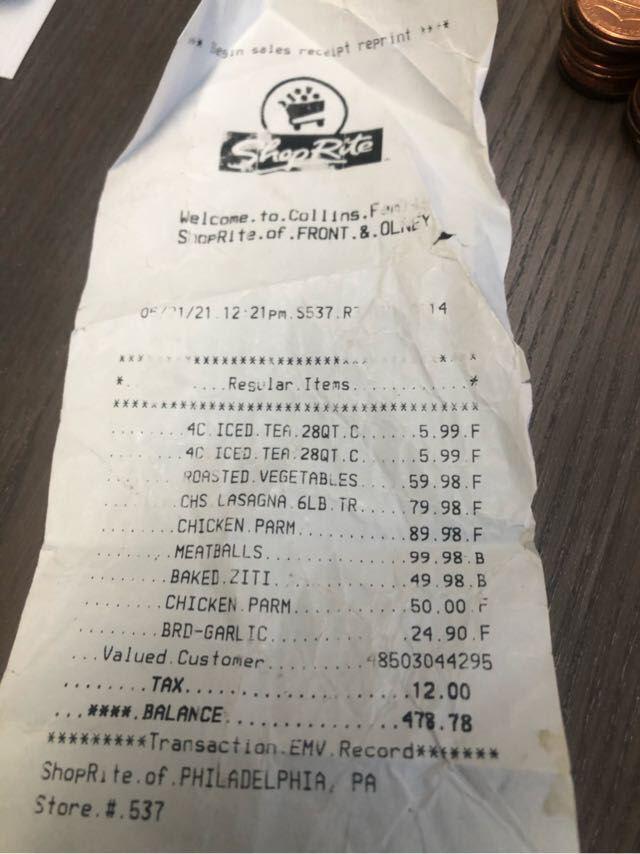 ** Begin sales receipt reprint ***
ShopRite
Welcome.to.Collins.
ShopRite.of.FRONT.&.OLNEY
/21/21.12:21pm.S537. 14
*....Regular.Items............*
........4C.ICED.TEA.28QT.C......5.99.F
........4C.ICED.TEA.28QT.C......5.99.F
........ROASTED.VEGETABLES.....59.98.F
........CHS.LASAGNA.6LB.TR.....79.98.F
........CHICKEN.PARM...........89.98.F
........MEATBALLS..............99.98.B
........BAKED.ZITI.............49.98.B
........CHICKEN.PARM...........50.00.F
........BRD-GARLIC.............24.90.F
...Valued.Customer........48503044295
........TAX....................12.00
...****.BALANCE...............478.78
*********Transaction.EMV.Record********
ShopRite.of.PHILADELPHIA, PA
Store.#.537